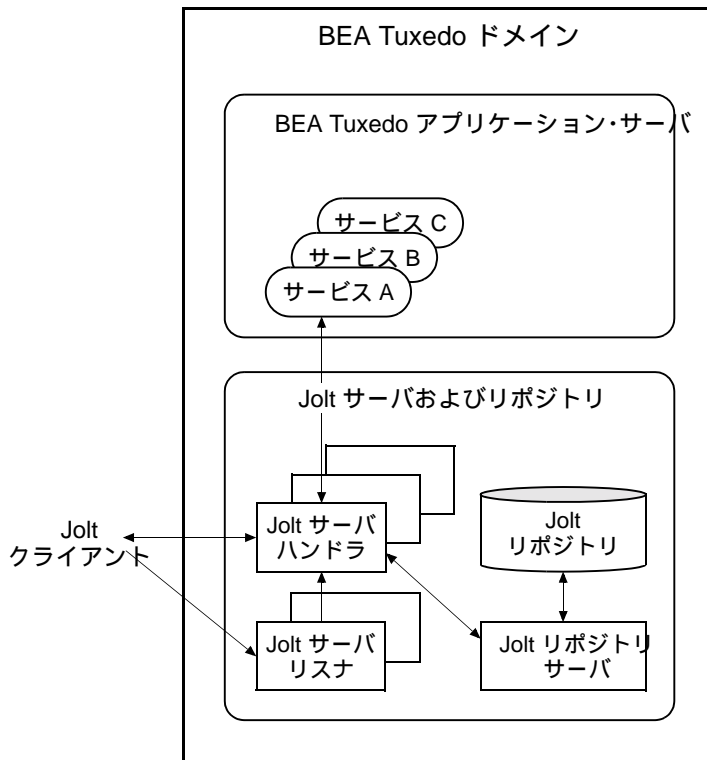 BEA Tuxedo ドメイン
BEA Tuxedo アプリケーション･サーバ
サービス C
サービス B
サービス A
Jolt サーバおよびリポジトリ
Jolt
クライアント
Jolt サーバ
ハンドラ
Jolt
リポジトリ
Jolt サーバ
リスナ
Jolt リポジトリ
サーバ